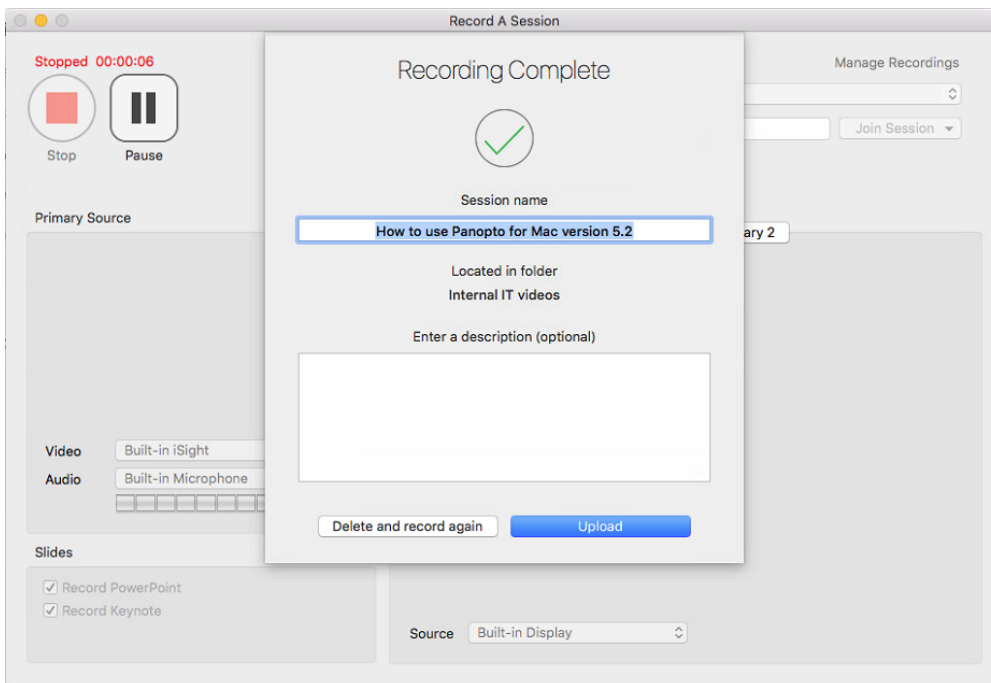 Record A Session
Stopped 00:00:06
Stop
Pause
Manage Recordings
Join Session
Recording Complete
Session name
How to use Panopto for Mac version 5.2
Located in folder
Internal IT videos
Enter a description (optional)
Delete and record again
Upload
Primary Source
Video
Built-in iSight
Audio
Built-in Microphone
Slides
Record PowerPoint
Record Keynote
2
Source
Built-in Display